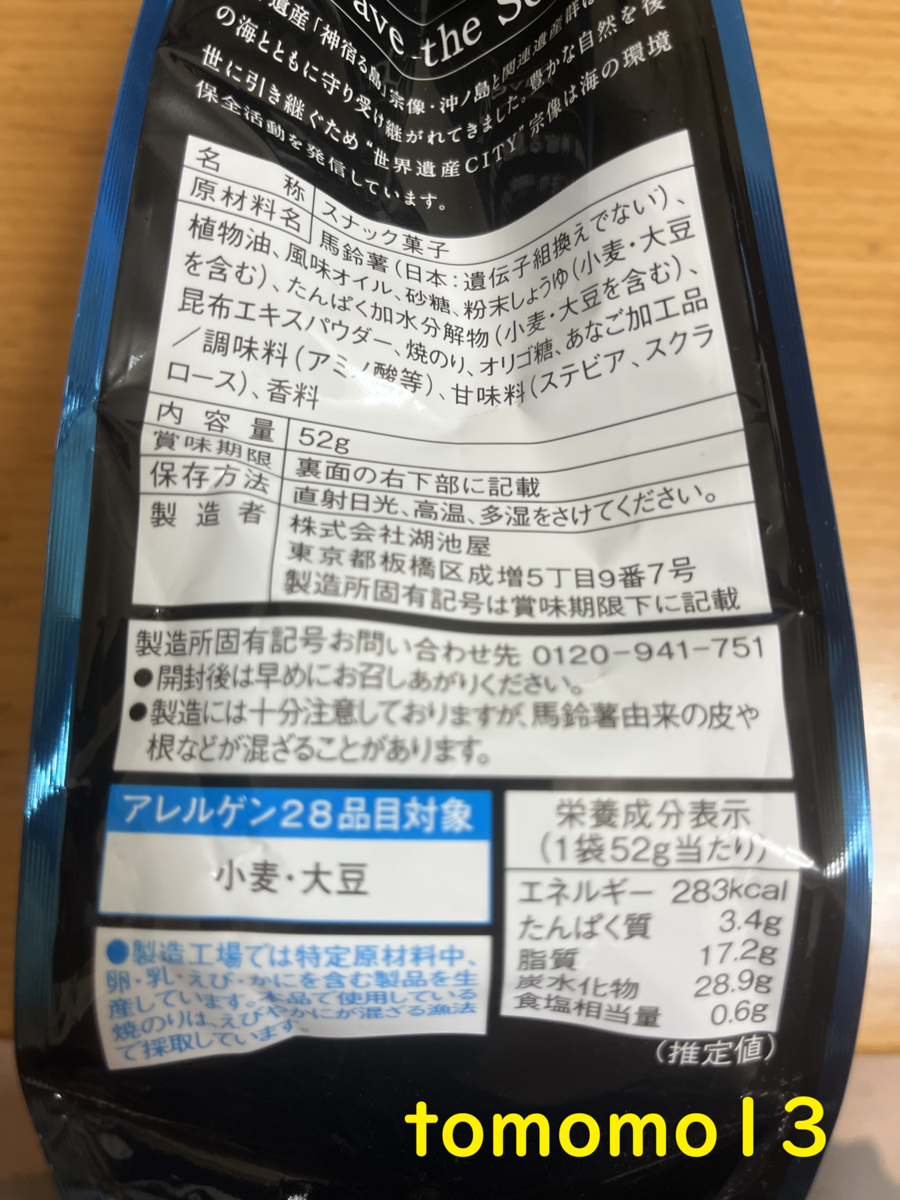 ave the Se
遺産「神宿る島」宗像・沖ノ島と関連遺産群は
の海とともに守り受け継がれてきました。豊かな自然を後
世に引き継ぐため“世界遺産CITY”宗像は海の環境
保全活動を発信しています。
名称 スナック菓子
原材料名 馬鈴薯(日本:遺伝子組換えでない)、
植物油、風味オイル、砂糖、粉末しょうゆ(小麦・大豆
を含む)、たんぱく加水分解物(小麦・大豆を含む)、
昆布エキスパウダー、焼のり、オリゴ糖、あなご加工品
/調味料(アミノ酸等)、甘味料(ステビア、スクラ
ロース)、香料
内容量 52g
賞味期限 裏面の右下部に記載
保存方法 直射日光、高温、多湿をさけてください。
製造者 株式会社湖池屋
東京都板橋区成増5丁目9番7号
製造所固有記号は賞味期限下に記載
製造所固有記号お問い合わせ先 0120-941-751
●開封後は早めにお召しあがりください。
●製造には十分注意しておりますが、馬鈴薯由来の皮や
根などが混ざることがあります。
アレルゲン28品目対象
小麦・大豆
●製造工場では特定原材料中、
卵・乳・えび・かにを含む製品を生
産しています。本品で使用している
焼のりは、えびやかにが混ざる漁法
で採取しています。
栄養成分表示
(1袋52g当たり)
エネルギー 283kcal
たんぱく質 3.4g
脂質 17.2g
炭水化物 28.9g
食塩相当量 0.6g
(推定値)
tomomo13